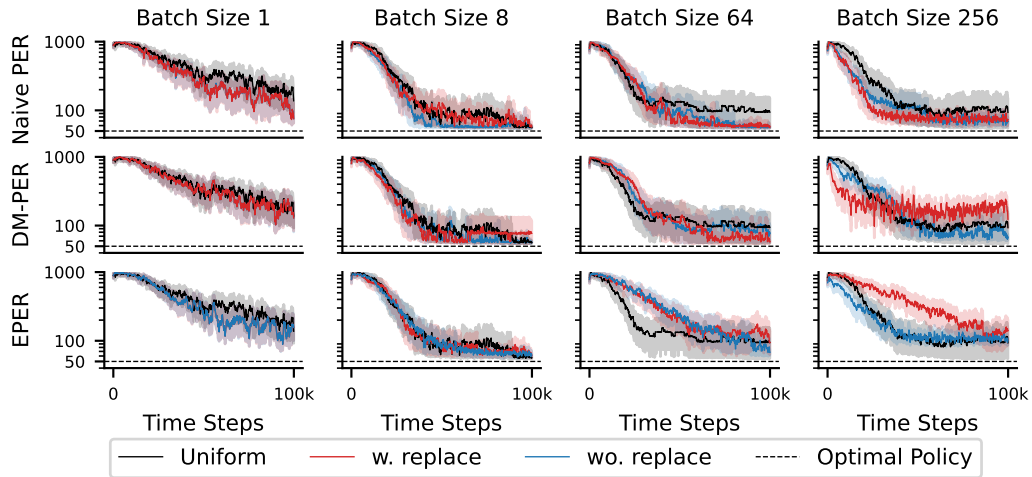 Batch Size 1 Batch Size 8 Batch Size 64 Batch Size 256
Naive PER
1000
100
50
DM-PER
1000
100
50
EPER
1000
100
50
0 100k 0 100k 0 100k 0 100k
Time Steps Time Steps Time Steps Time Steps
Uniform w. replace wo. replace Optimal Policy